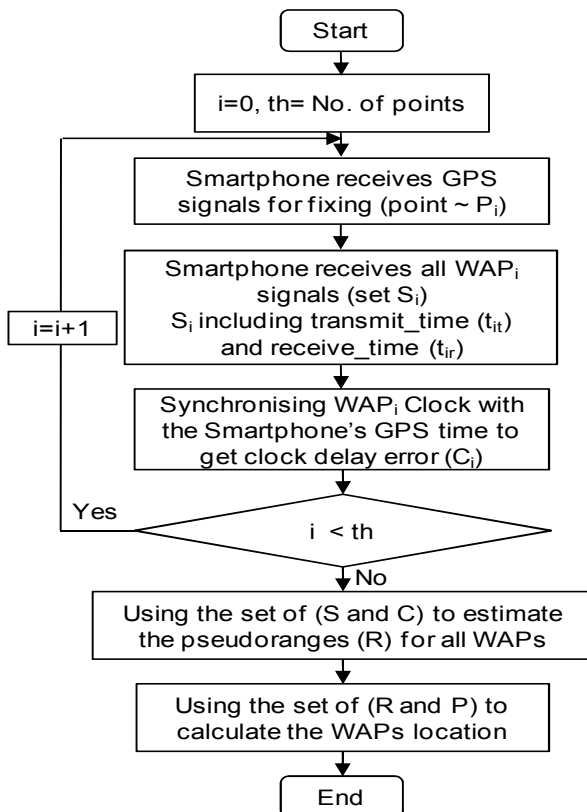 Start
i=0, th= No. of points
Smartphone receives GPS
signals for fixing (point ~ Pᵢ)
Smartphone receives all WAPᵢ
signals (set Sᵢ)
Sᵢ including transmit_time (tᵢₜ)
and receive_time (tᵢᵣ)
i=i+1
Synchronising WAPᵢ Clock with
the Smartphone's GPS time to
get clock delay error (Cᵢ)
Yes
i < th
No
Using the set of (S and C) to estimate
the pseudoranges (R) for all WAPs
Using the set of (R and P) to
calculate the WAPs location
End